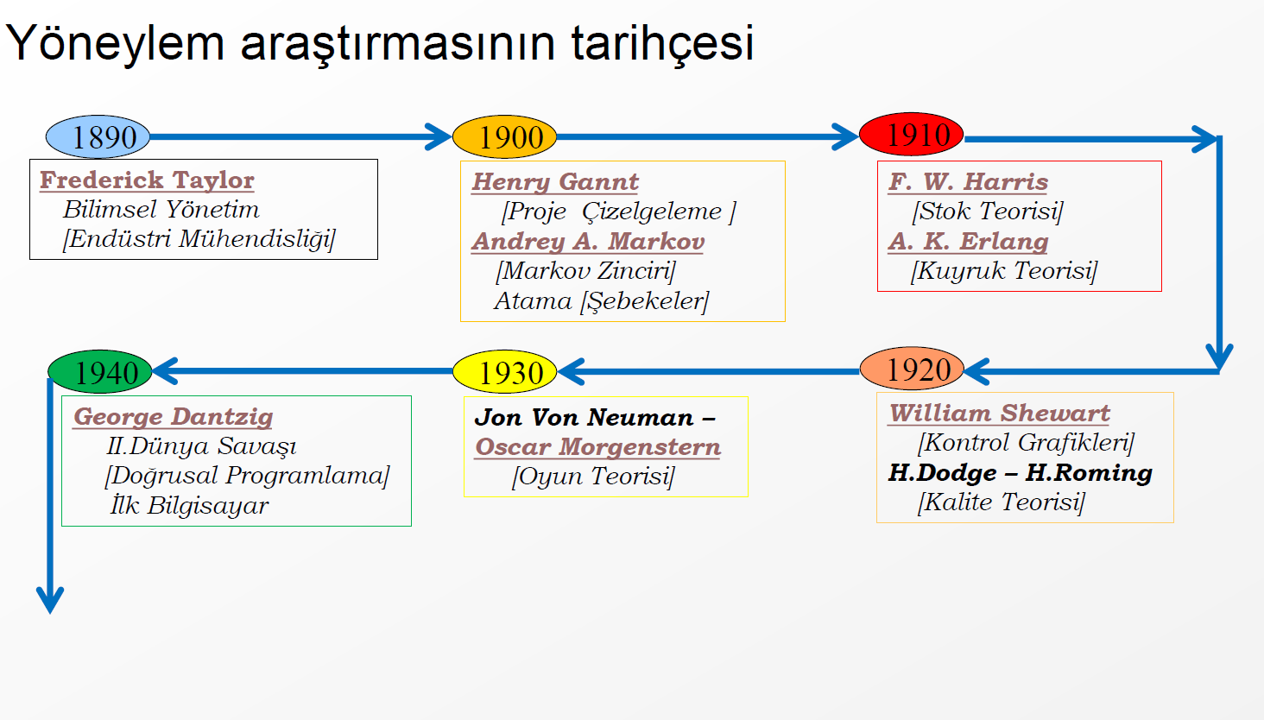 Yöneylem araştırmasının tarihçesi
1890
Frederick Taylor
Bilimsel Yönetim
[Endüstri Mühendisliği]
1900
Henry Gannt
[Proje Çizelgeleme ]
Andrey A. Markov
[Markov Zinciri]
Atama [Şebekeler]
1910
F. W. Harris
[Stok Teorisi]
A. K. Erlang
[Kuyruk Teorisi]
1920
William Shewart
[Kontrol Grafikleri]
H.Dodge – H.Roming
[Kalite Teorisi]
1930
Jon Von Neuman –
Oscar Morgenstern
[Oyun Teorisi]
1940
George Dantzig
II.Dünya Savaşı
[Doğrusal Programlama]
İlk Bilgisayar